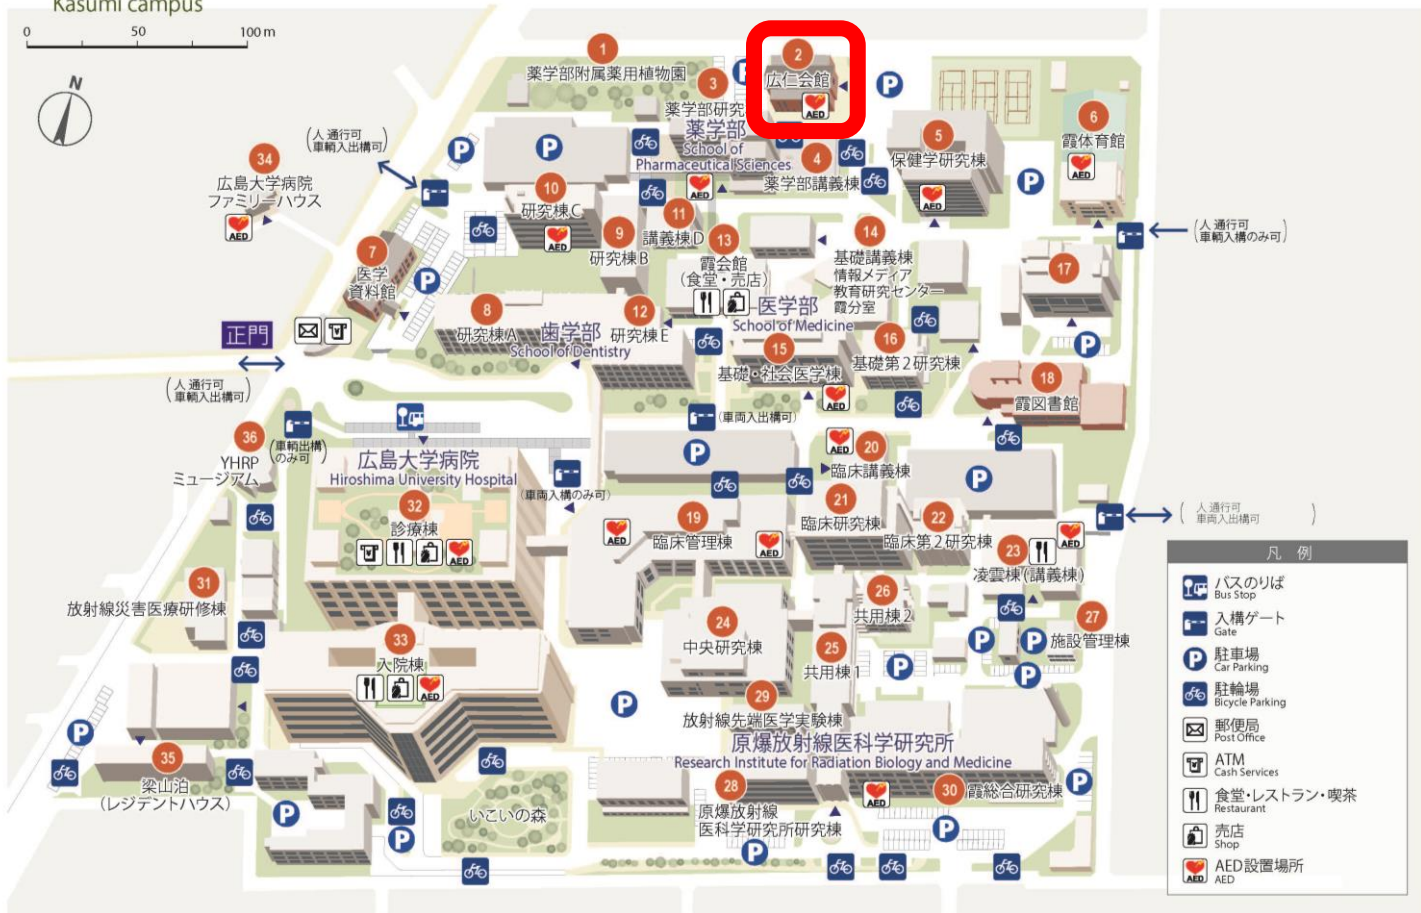 Kasumi campus
0 50 100 m
N
1
薬学部附属薬用植物園
2
広仁会館
AED
3
薬学部研究
薬学部
School of
Pharmaceutical Sciences
4
薬学部講義棟
5
保健学研究棟
AED
6
霞体育館
AED
(人 通行可
車輌入出構可)
34
広島大学病院
ファミリーハウス
AED
10
研究棟C
AED
9
研究棟B
11
講義棟D
AED
13
霞会館
(食堂・売店)
14
基礎講義棟
情報メディア
教育研究センター
霞分室
(人 通行可
車輌入構のみ可)
17
7
医学
資料館
8
研究棟A
歯学部
School of Dentistry
12
研究棟E
医学部
School of Medicine
15
基礎・社会医学棟
AED
16
基礎第2研究棟
18
霞図書館
正門
(人 通行可
車輌入出構可)
(車両入出構可)
36
YHRP
ミュージアム
(車輌出構
のみ可)
広島大学病院
Hiroshima University Hospital
(車両入構のみ可)
32
診療棟
AED
AED
20
臨床講義棟
19
臨床管理棟
AED
AED
21
臨床研究棟
22
臨床第2研究棟
23
凌雲棟(講義棟)
AED
(人 通行可
車両入出構可)
31
放射線災害医療研修棟
33
入院棟
AED
24
中央研究棟
26
共用棟2
25
共用棟1
27
施設管理棟
29
放射線先端医学実験棟
原爆放射線医科学研究所
Research Institute for Radiation Biology and Medicine
35
梁山泊
(レジデントハウス)
いこいの森
28
原爆放射線
医科学研究所研究棟
AED
30
霞総合研究棟
凡 例
バスのりば
Bus Stop
入構ゲート
Gate
P
駐車場
Car Parking
駐輪場
Bicycle Parking
郵便局
Post Office
ATM
Cash Services
食堂・レストラン・喫茶
Restaurant
売店
Shop
AED
AED設置場所
AED